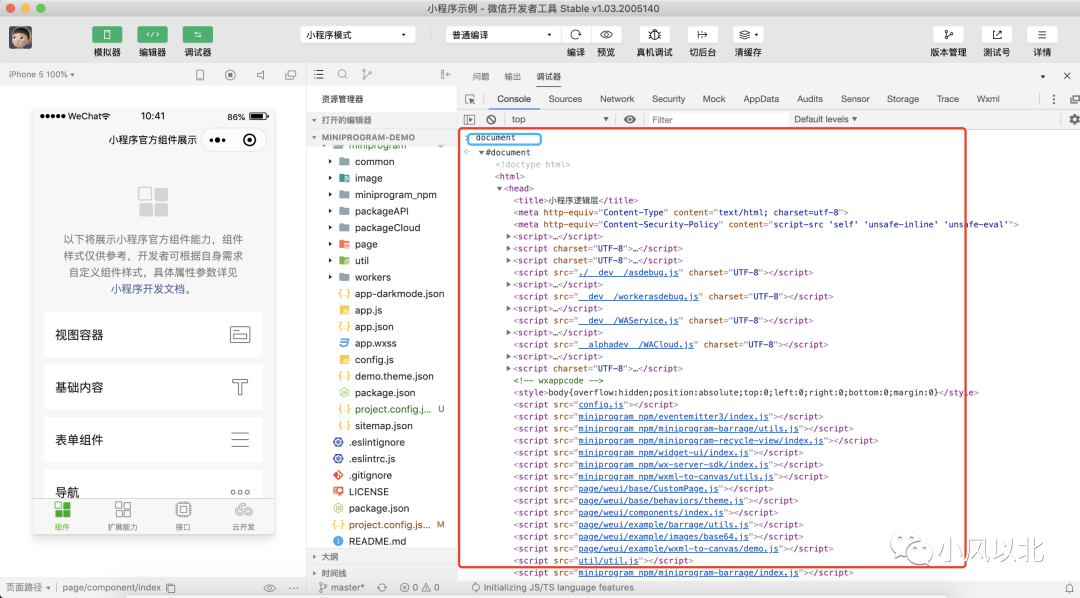 小程序示例 - 微信开发者工具 Stable v1.03.2005140
模拟器 编辑器 调试器
小程序模式
普通编译
编译 预览 真机调试 切后台 清缓存
版本管理 测试号 详情
iPhone 5 100%
WeChat 10:41 86%
小程序官方组件展示
以下将展示小程序官方组件能力，组件
样式仅供参考，开发者可根据自身需求
自定义组件样式，具体属性参数详见
小程序开发文档。
视图容器
基础内容
表单组件
导航
组件 扩展能力 接口 云开发
页面路径 page/component/index
资源管理器
打开的编辑器
MINIPROGRAM-DEMO
miniprogram
common
image
miniprogram_npm
packageAPI
packageCloud
page
util
workers
app-darkmode.json
app.js
app.json
app.wxss
config.js
demo.theme.json
package.json
project.config.j... U
sitemap.json
.eslintignore
.eslintrc.js
.gitignore
LICENSE
package.json
project.config.js... M
README.md
大纲
时间线
master* 0 0
Initializing JS/TS language features
问题 输出 调试器
Console Sources Network Security Mock AppData Audits Sensor Storage Trace Wxml
top Filter Default levels
document
#document
<!doctype html>
<html>
<head>
<title>小程序逻辑层</title>
<meta http-equiv="Content-Type" content="text/html; charset=utf-8">
<meta http-equiv="Content-Security-Policy" content="script-src 'self' 'unsafe-inline' 'unsafe-eval'">
<script>…</script>
<script charset="UTF-8">…</script>
<script charset="UTF-8">…</script>
<script src="./__dev__/asdebug.js" charset="UTF-8"></script>
<script>…</script>
<script src="__dev__/workerasdebug.js" charset="UTF-8"></script>
<script>…</script>
<script src="__dev__/WAService.js" charset="UTF-8"></script>
<script>…</script>
<script src="__alphadev__/WACloud.js" charset="UTF-8"></script>
<script>…</script>
<script charset="UTF-8">…</script>
<!-- wxappcode -->
<style>body{overflow:hidden;position:absolute;top:0;left:0;right:0;bottom:0;margin:0}</style>
<script src="config.js"></script>
<script src="miniprogram_npm/eventemitter3/index.js"></script>
<script src="miniprogram_npm/miniprogram-barrage/utils.js"></script>
<script src="miniprogram_npm/miniprogram-recycle-view/index.js"></script>
<script src="miniprogram_npm/widget-ui/index.js"></script>
<script src="miniprogram_npm/wx-server-sdk/index.js"></script>
<script src="miniprogram_npm/wxml-to-canvas/utils.js"></script>
<script src="page/weui/base/CustomPage.js"></script>
<script src="page/weui/base/behaviors/theme.js"></script>
<script src="page/weui/components/index.js"></script>
<script src="page/weui/example/barrage/utils.js"></script>
<script src="page/weui/example/images/base64.js"></script>
<script src="page/weui/example/wxml-to-canvas/demo.js"></script>
<script src="util/util.js"></script>
<script src="miniprogram_npm/miniprogram-barrage/index.js"></script>
小风以北